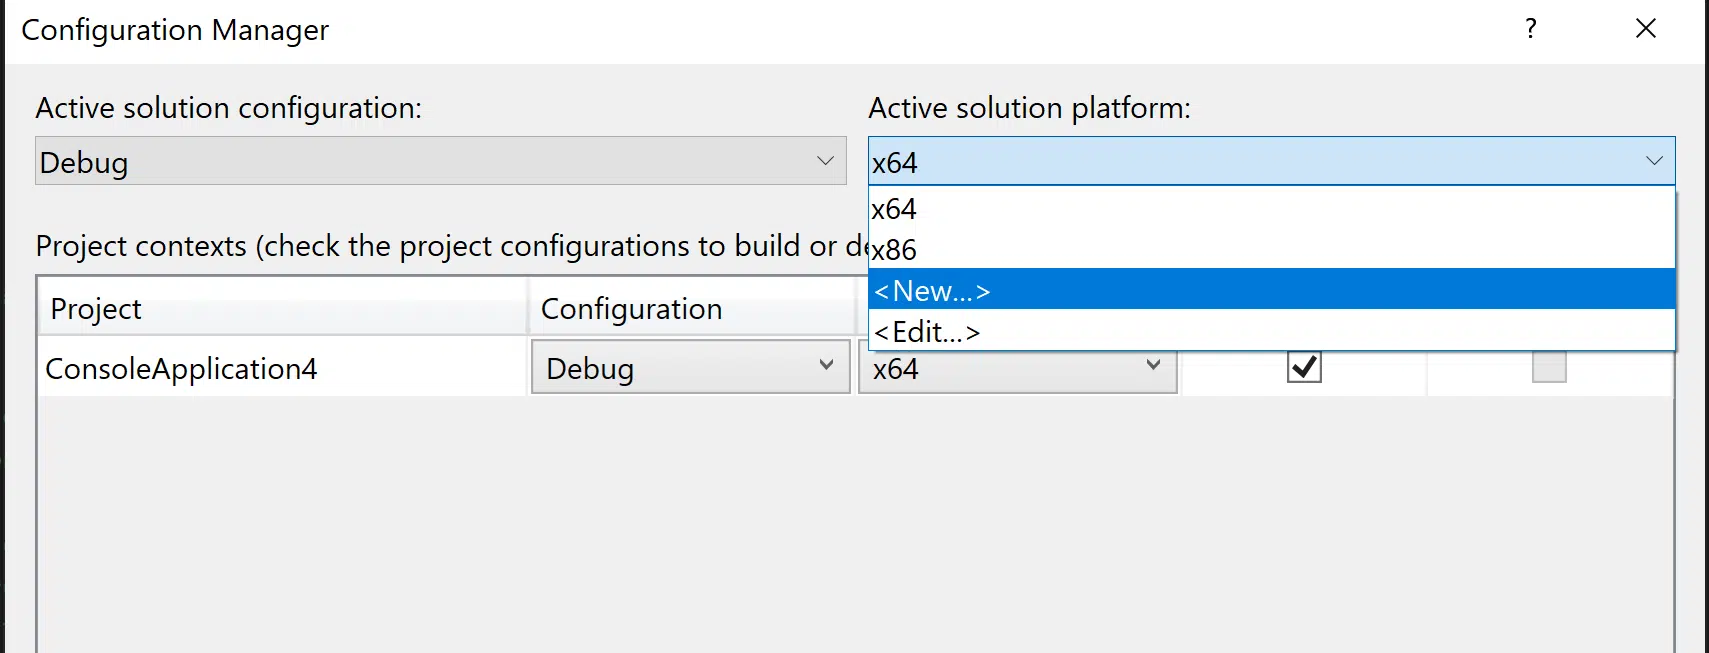 Configuration Manager
?
Active solution configuration:
Active solution platform:
Debug
x64
x64
x86
<New...>
<Edit...>
Project contexts (check the project configurations to build or de
Project
Configuration
ConsoleApplication4
Debug
x64